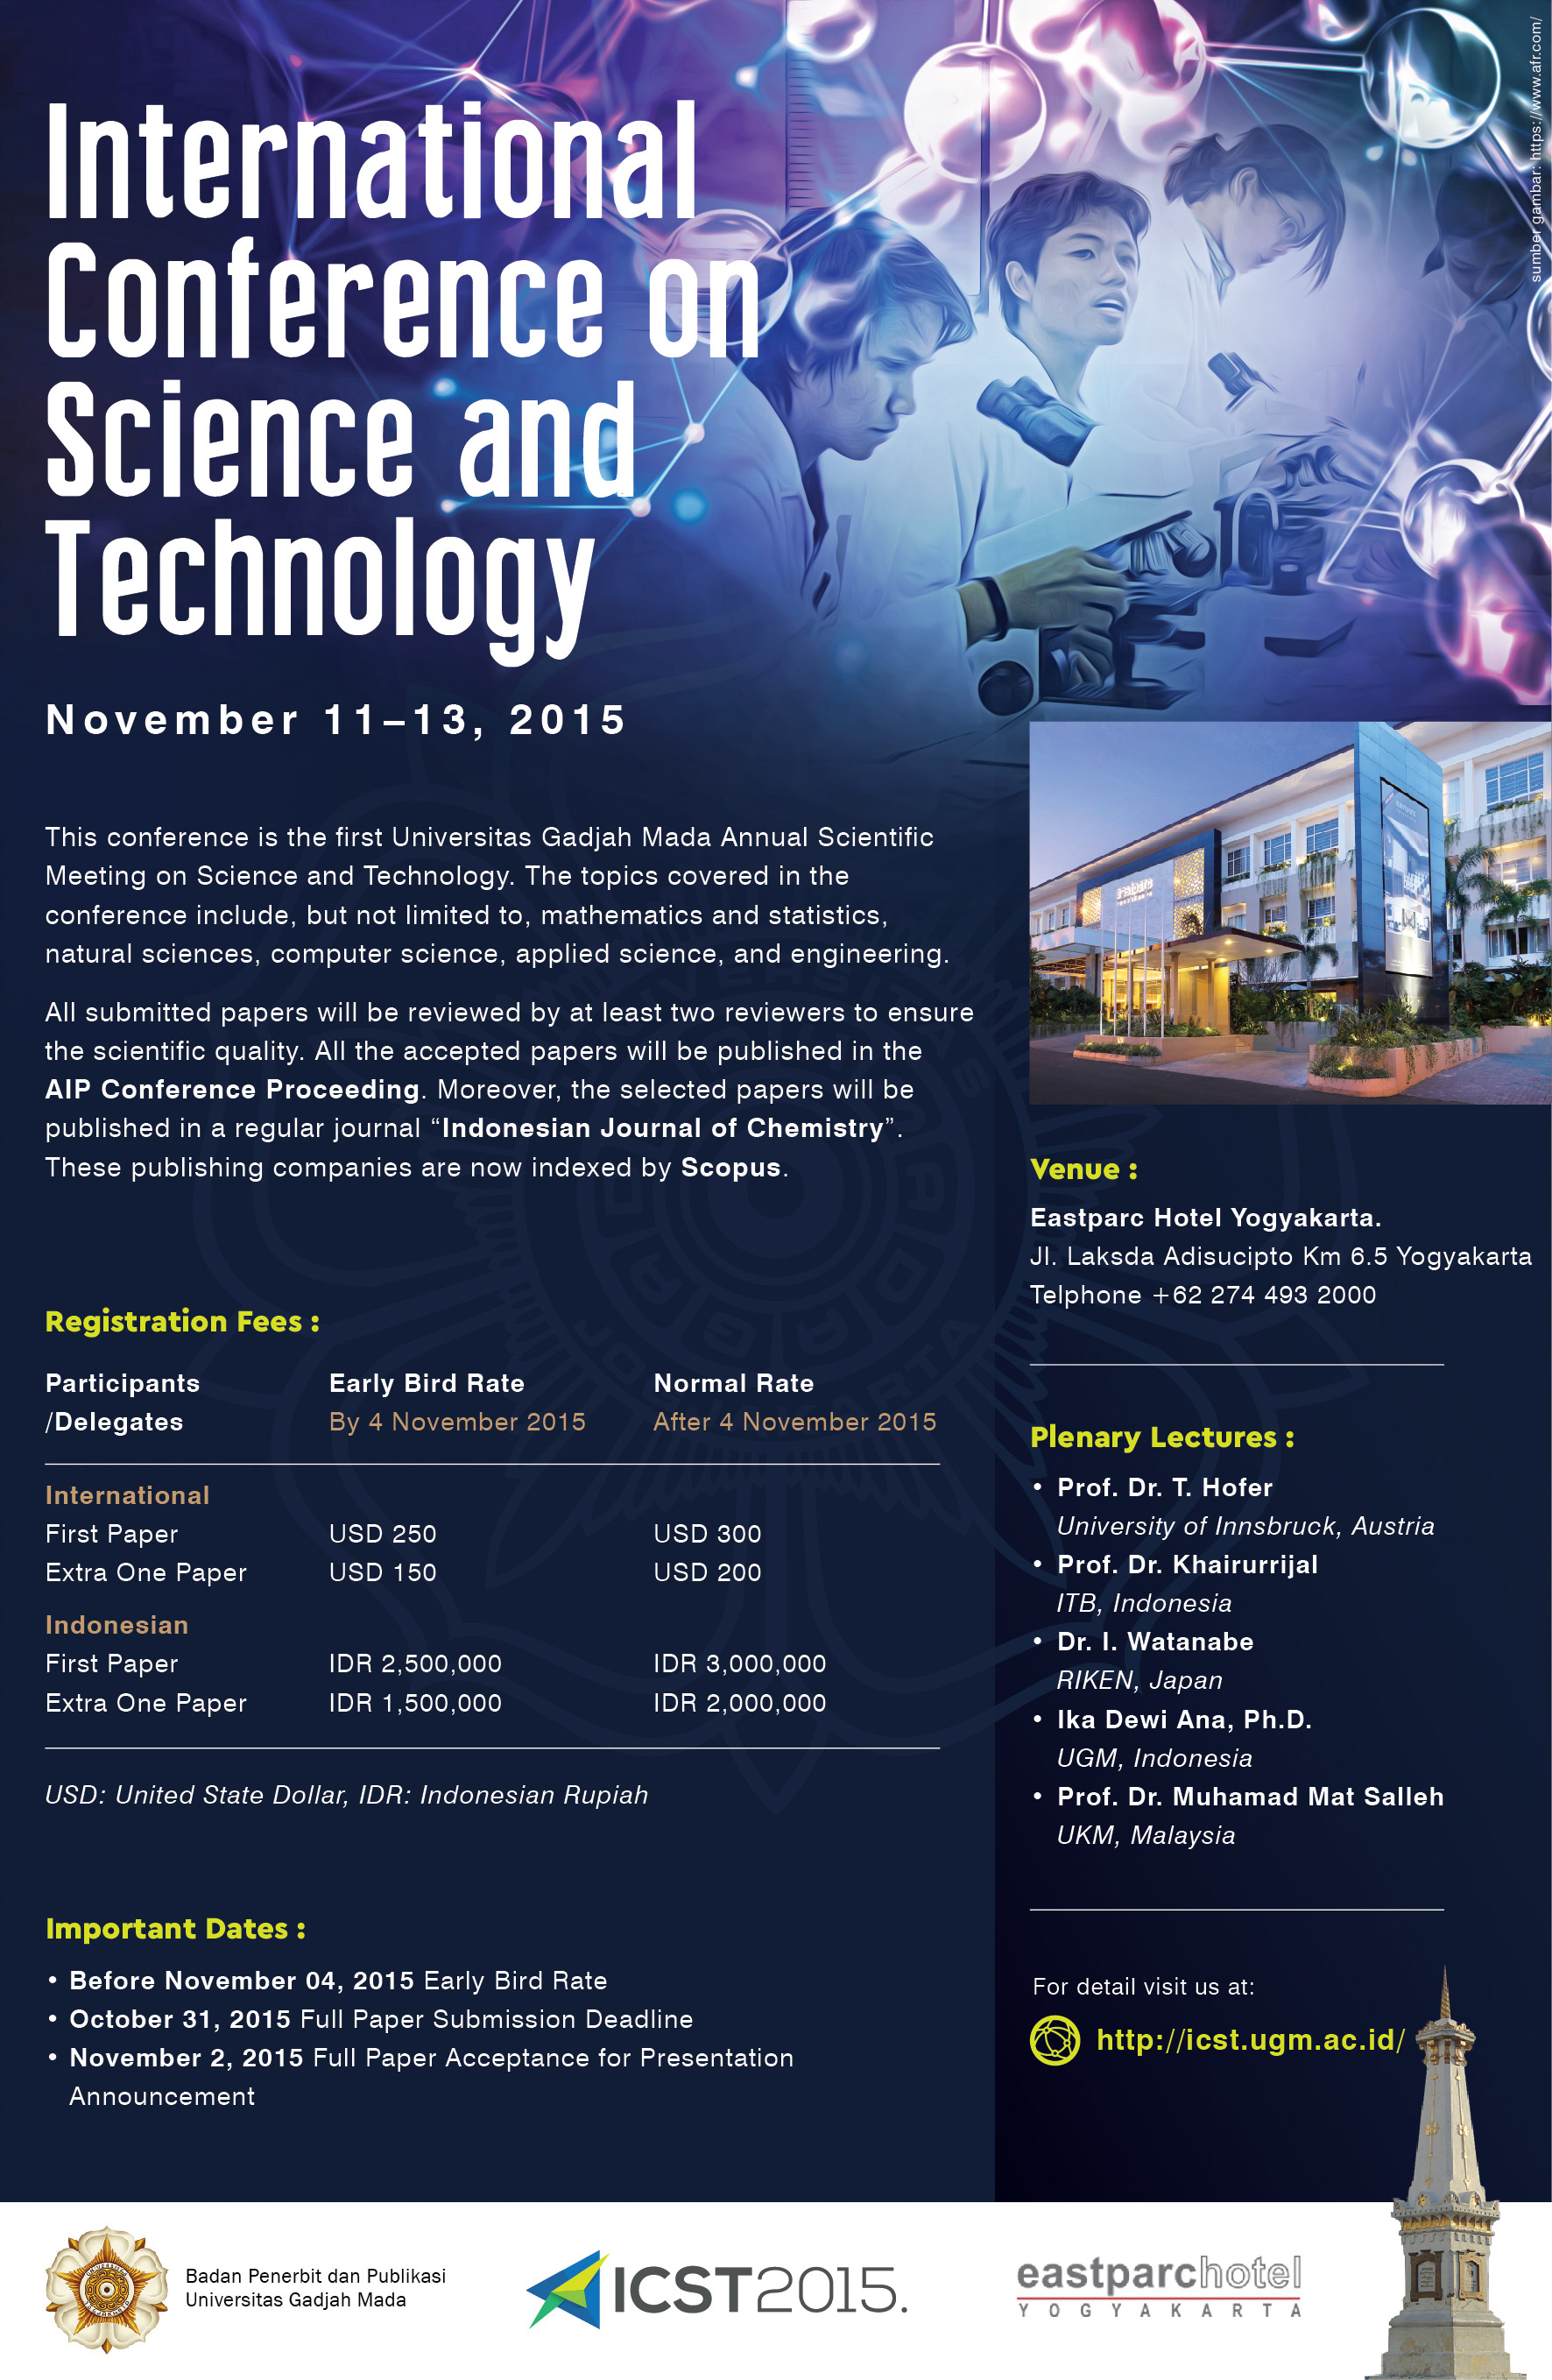 International
Conference on
Science and
Technology
November 11–13, 2015
sumber gambar: https://www.afr.com/
This conference is the first Universitas Gadjah Mada Annual Scientific
Meeting on Science and Technology. The topics covered in the
conference include, but not limited to, mathematics and statistics,
natural sciences, computer science, applied science, and engineering.
All submitted papers will be reviewed by at least two reviewers to ensure
the scientific quality. All the accepted papers will be published in the
AIP Conference Proceeding. Moreover, the selected papers will be
published in a regular journal “Indonesian Journal of Chemistry”.
These publishing companies are now indexed by Scopus.
Registration Fees :
Participants Early Bird Rate Normal Rate
/Delegates By 4 November 2015 After 4 November 2015
International
First Paper USD 250 USD 300
Extra One Paper USD 150 USD 200
Indonesian
First Paper IDR 2,500,000 IDR 3,000,000
Extra One Paper IDR 1,500,000 IDR 2,000,000
USD: United State Dollar, IDR: Indonesian Rupiah
Important Dates :
• Before November 04, 2015 Early Bird Rate
• October 31, 2015 Full Paper Submission Deadline
• November 2, 2015 Full Paper Acceptance for Presentation
Announcement
eastparc
Venue :
Eastparc Hotel Yogyakarta.
Jl. Laksda Adisucipto Km 6.5 Yogyakarta
Telphone +62 274 493 2000
Plenary Lectures :
• Prof. Dr. T. Hofer
University of Innsbruck, Austria
• Prof. Dr. Khairurrijal
ITB, Indonesia
• Dr. I. Watanabe
RIKEN, Japan
• Ika Dewi Ana, Ph.D.
UGM, Indonesia
• Prof. Dr. Muhamad Mat Salleh
UKM, Malaysia
For detail visit us at:
http://icst.ugm.ac.id/
Badan Penerbit dan Publikasi
Universitas Gadjah Mada
ICST2015.
eastparchotel
YOGYAKARTA